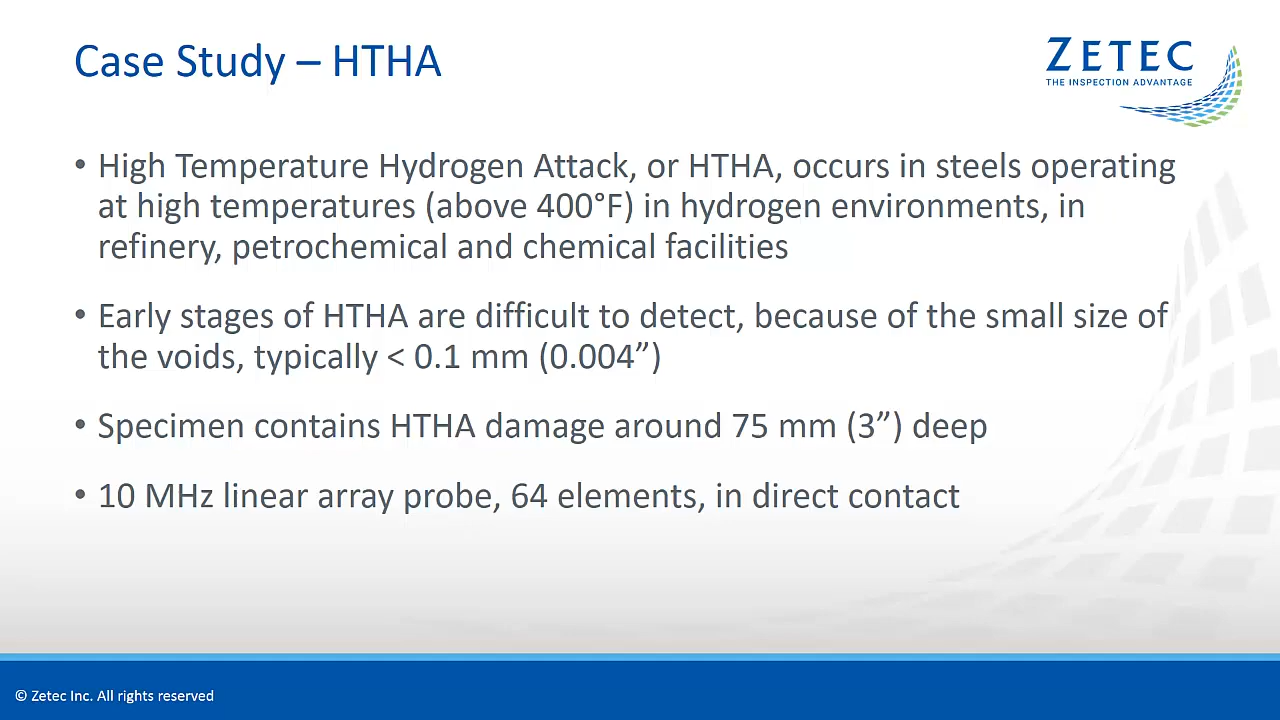 Case Study – HTHA
ZETEC
THE INSPECTION ADVANTAGE
• High Temperature Hydrogen Attack, or HTHA, occurs in steels operating
at high temperatures (above 400°F) in hydrogen environments, in
refinery, petrochemical and chemical facilities
• Early stages of HTHA are difficult to detect, because of the small size of
the voids, typically < 0.1 mm (0.004”)
• Specimen contains HTHA damage around 75 mm (3”) deep
• 10 MHz linear array probe, 64 elements, in direct contact
© Zetec Inc. All rights reserved